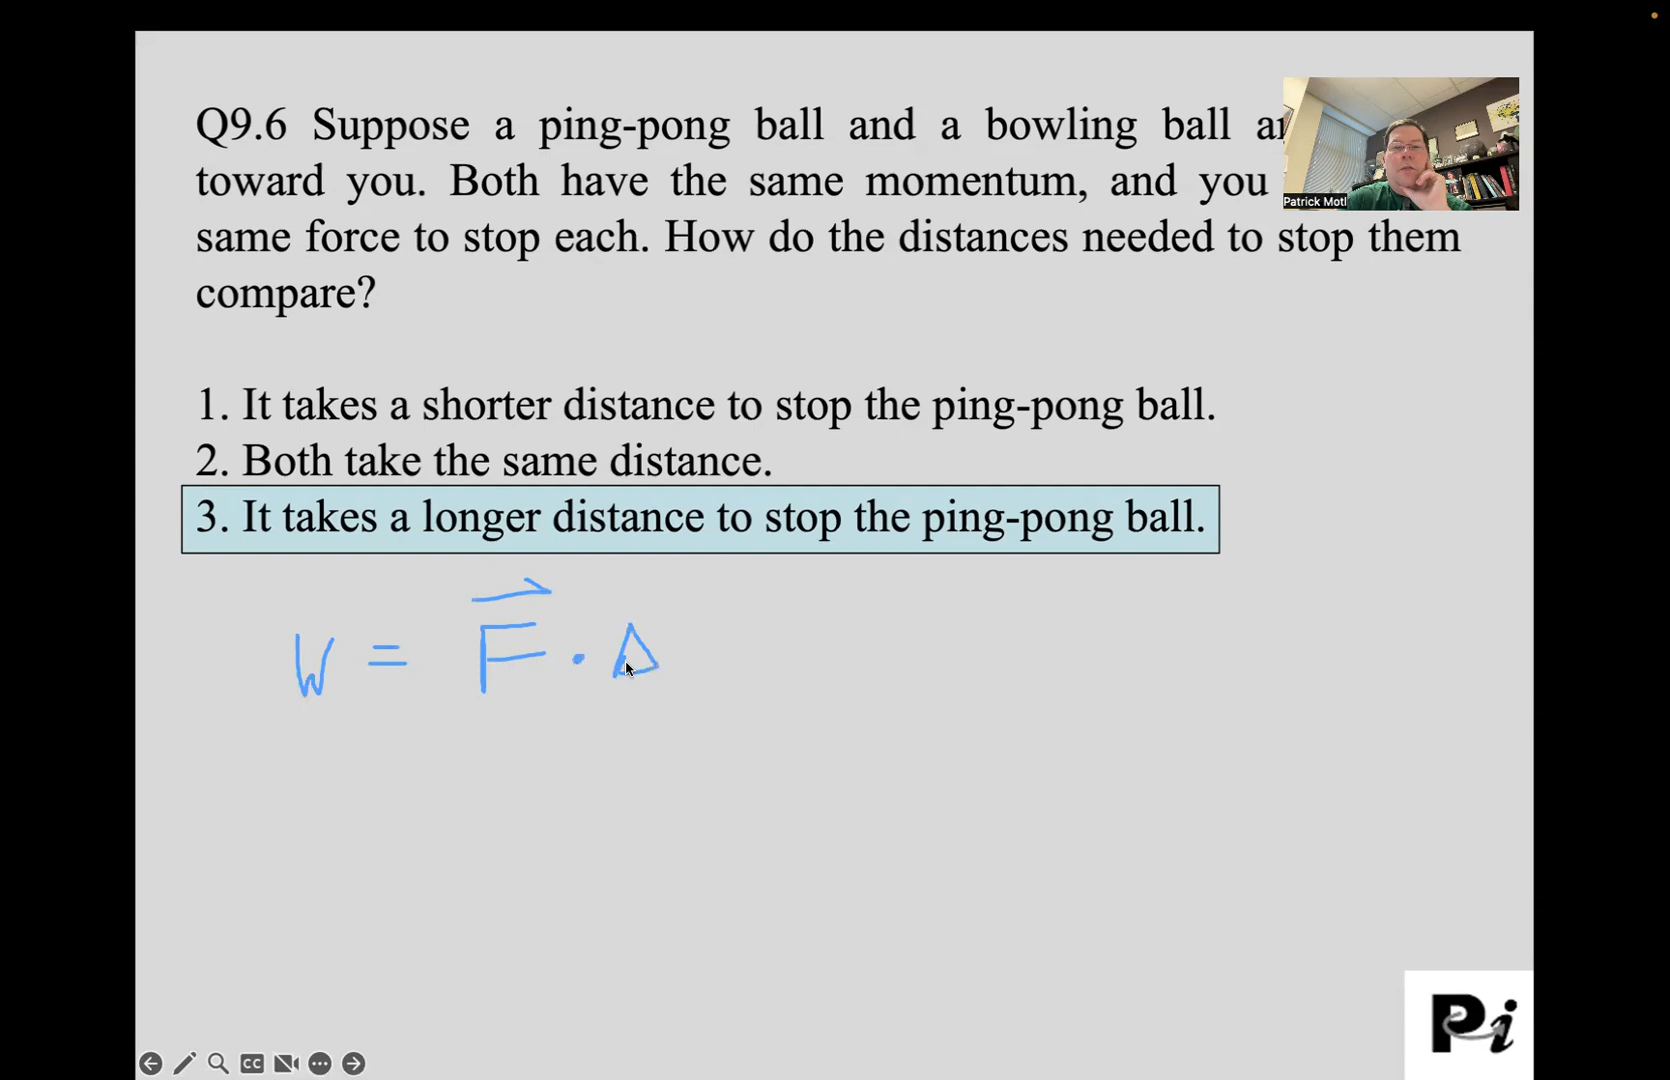 Q9.6 Suppose a ping-pong ball and a bowling ball
toward you. Both have the same momentum, and you
same force to stop each. How do the distances needed to stop them
compare?
1. It takes a shorter distance to stop the ping-pong ball.
2. Both take the same distance.
3. It takes a longer distance to stop the ping-pong ball.
W = F · Δ
Patrick Motl
Pi
CC